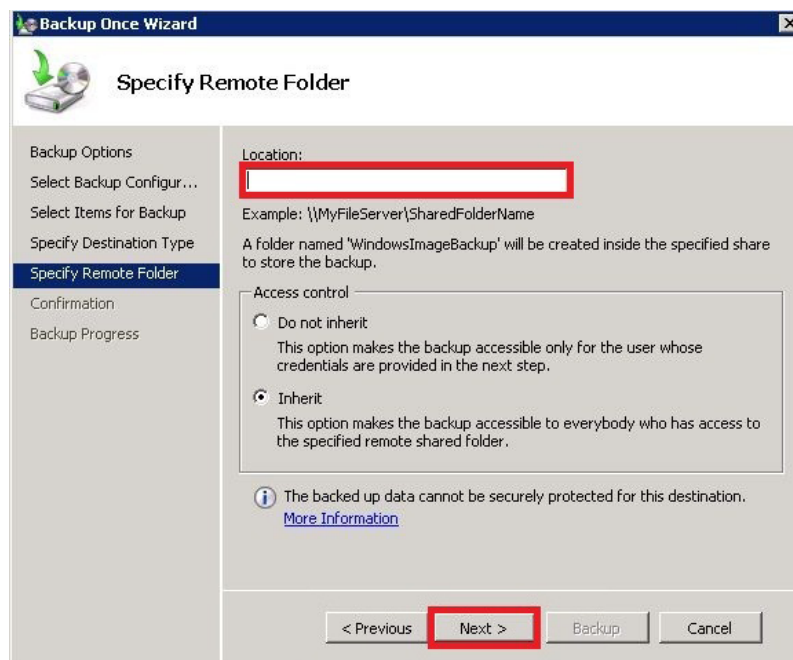 Backup Once Wizard
Specify Remote Folder
Backup Options
Select Backup Configur...
Select Items for Backup
Specify Destination Type
Specify Remote Folder
Confirmation
Backup Progress
Location:
Example: \\MyFileServer\SharedFolderName
A folder named 'WindowsImageBackup' will be created inside the specified share
to store the backup.
Access control
Do not inherit
This option makes the backup accessible only for the user whose
credentials are provided in the next step.
Inherit
This option makes the backup accessible to everybody who has access to
the specified remote shared folder.
The backed up data cannot be securely protected for this destination.
More Information
< Previous
Next >
Backup
Cancel